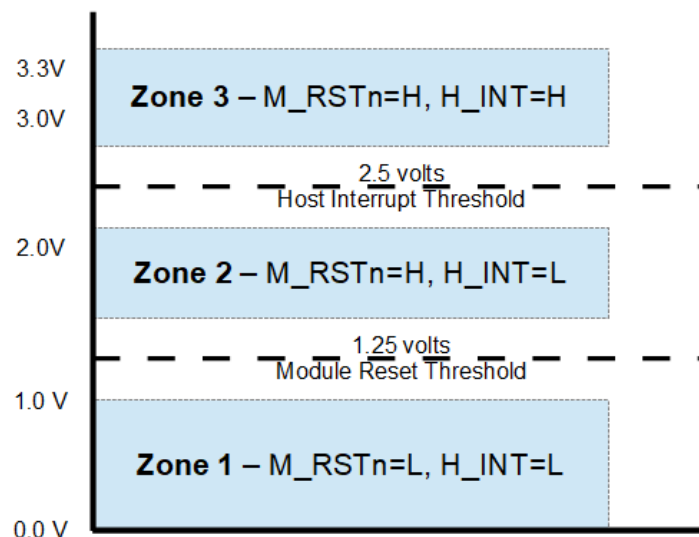 3.3V
Zone 3 – M_RSTn=H, H_INT=H
3.0V
2.5 volts
Host Interrupt Threshold
2.0V
Zone 2 – M_RSTn=H, H_INT=L
1.25 volts
Module Reset Threshold
1.0 V
Zone 1 – M_RSTn=L, H_INT=L
0.0 V